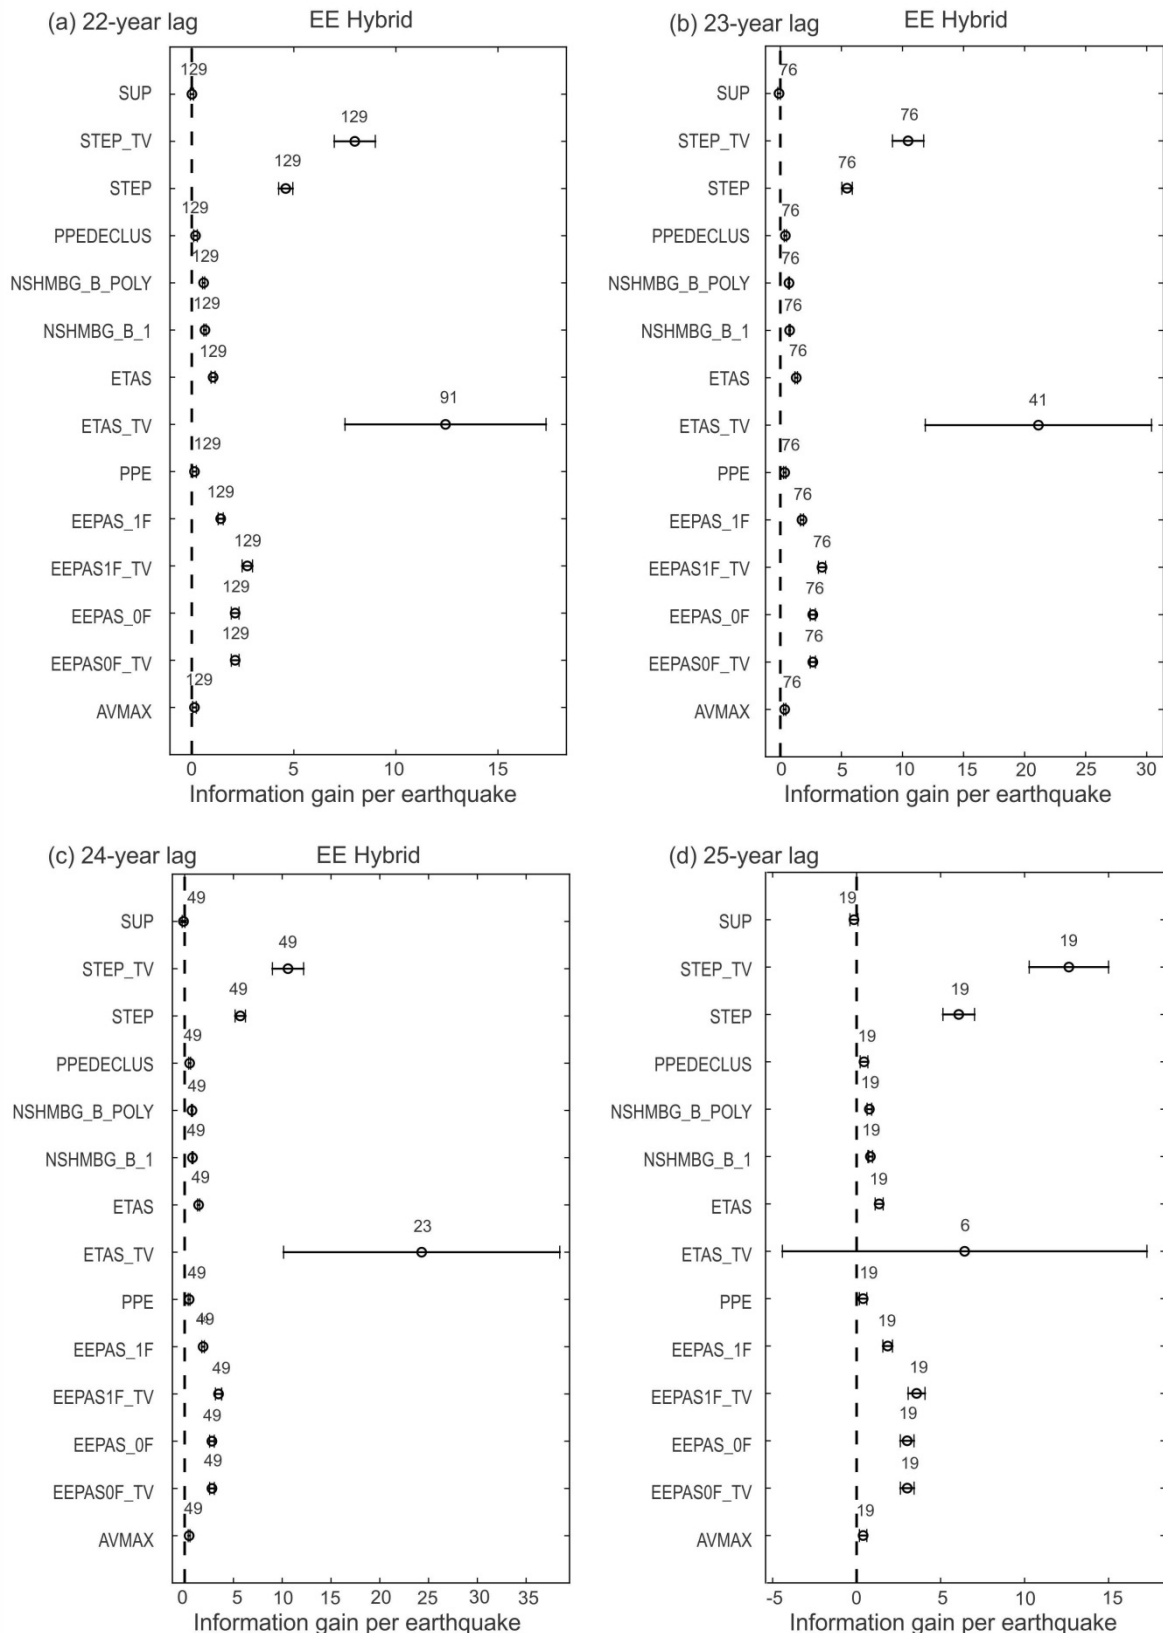 (a) 22-year lag
EE Hybrid
129
SUP
129
STEP_TV
129
STEP
129
PPEDECLUS
129
NSHMBG_B_POLY
129
NSHMBG_B_1
129
ETAS
91
ETAS_TV
129
PPE
129
EEPAS_1F
129
EEPAS1F_TV
129
EEPAS_0F
129
EEPAS0F_TV
129
AVMAX
0 5 10 15
Information gain per earthquake
(b) 23-year lag
EE Hybrid
76
SUP
76
STEP_TV
76
STEP
76
PPEDECLUS
76
NSHMBG_B_POLY
76
NSHMBG_B_1
76
ETAS
41
ETAS_TV
76
PPE
76
EEPAS_1F
76
EEPAS1F_TV
76
EEPAS_0F
76
EEPAS0F_TV
76
AVMAX
0 5 10 15 20 25 30
Information gain per earthquake
(c) 24-year lag
EE Hybrid
49
SUP
49
STEP_TV
49
STEP
49
PPEDECLUS
49
NSHMBG_B_POLY
49
NSHMBG_B_1
49
ETAS
23
ETAS_TV
49
PPE
49
EEPAS_1F
49
EEPAS1F_TV
49
EEPAS_0F
49
EEPAS0F_TV
49
AVMAX
0 5 10 15 20 25 30 35
Information gain per earthquake
(d) 25-year lag
19
SUP
19
STEP_TV
19
STEP
19
PPEDECLUS
19
NSHMBG_B_POLY
19
NSHMBG_B_1
19
ETAS
6
ETAS_TV
19
PPE
19
EEPAS_1F
19
EEPAS1F_TV
19
EEPAS_0F
19
EEPAS0F_TV
19
AVMAX
-5 0 5 10 15
Information gain per earthquake